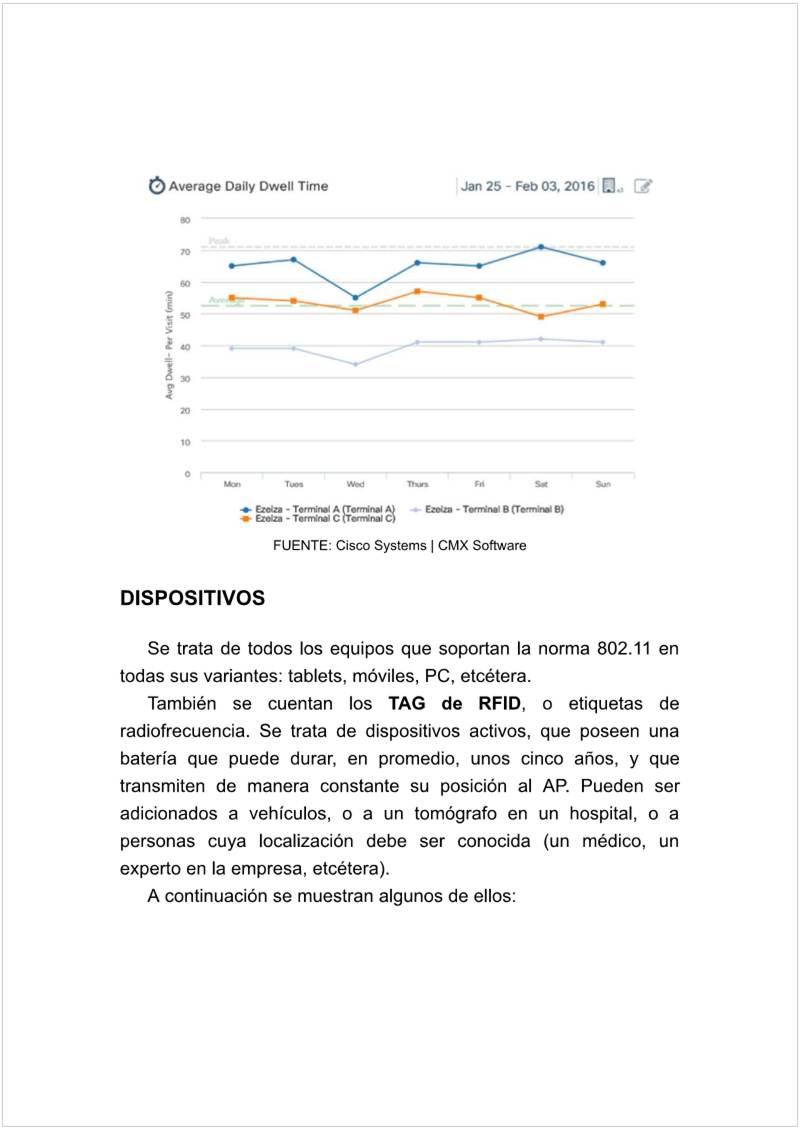 Average Daily Dwell Time
Jan 25 - Feb 03, 2016
x3
80
Peak
70
60
Average
50
40
30
20
10
0
Avg Dwell- Per Visit (min)
Mon Tues Wed Thurs Fri Sat Sun
Ezeiza - Terminal A (Terminal A) Ezeiza - Terminal B (Terminal B)
Ezeiza - Terminal C (Terminal C)
FUENTE: Cisco Systems | CMX Software
DISPOSITIVOS
Se trata de todos los equipos que soportan la norma 802.11 en
todas sus variantes: tablets, móviles, PC, etcétera.
También se cuentan los TAG de RFID, o etiquetas de
radiofrecuencia. Se trata de dispositivos activos, que poseen una
batería que puede durar, en promedio, unos cinco años, y que
transmiten de manera constante su posición al AP. Pueden ser
adicionados a vehículos, o a un tomógrafo en un hospital, o a
personas cuya localización debe ser conocida (un médico, un
experto en la empresa, etcétera).
A continuación se muestran algunos de ellos: